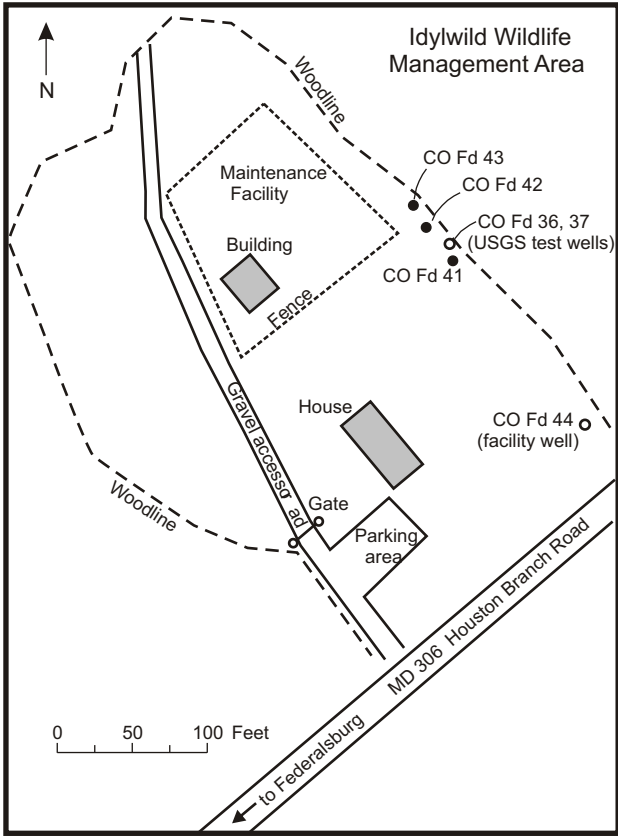 Idylwild Wildlife
Management Area
N
Woodline
CO Fd 43
CO Fd 42
CO Fd 36, 37
(USGS test wells)
CO Fd 41
Maintenance
Facility
Building
Fence
House
CO Fd 44
(facility well)
Gravel accessor ad
Gate
Woodline
Parking
area
MD 306 Houston Branch Road
to Federalsburg
0 50 100 Feet